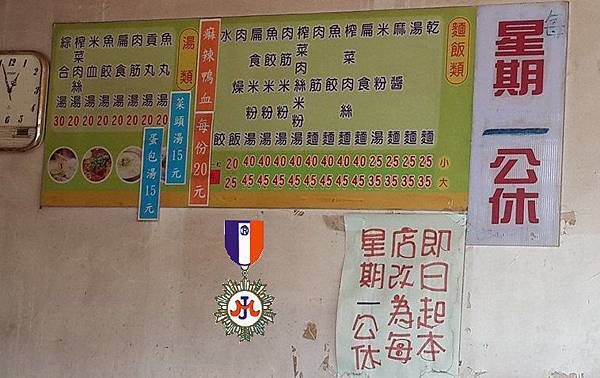 麵飯類
小
大
乾麵 25 35
湯麵 25 35
麻醬麵 25 35
米粉湯 25 35
扁食麵 40 45
榨菜肉絲麵 40 45
魚餃麵 40 45
肉筋麵 40 45
榨菜肉絲米粉湯 40 45
肉筋米粉湯 40 45
魚餃米粉湯 40 45
扁食米粉湯 40 45
肉燥飯 20 25
水餃
麻辣鴨血 每份20元
湯類
魚丸湯 20
貢丸湯 20
肉筋湯 20
扁食湯 20
魚餃湯 20
米血湯 20
榨菜肉絲湯 20
綜合湯 30
菜頭湯15元
蛋包湯15元
星期一公休
即日起本
店改為每
星期一公休